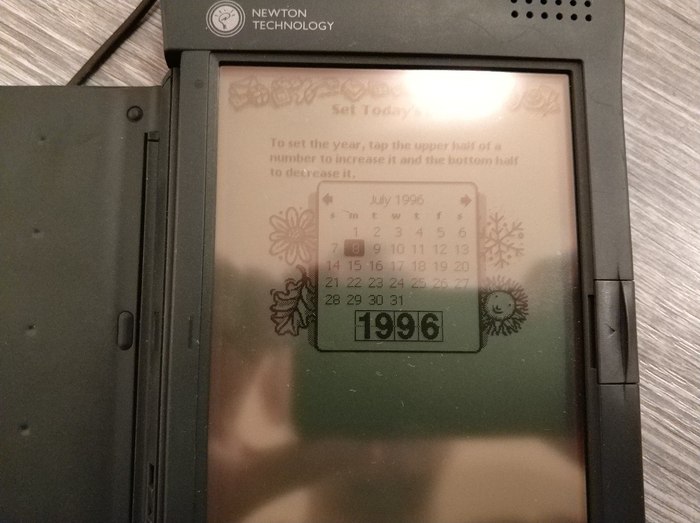 NEWTON
TECHNOLOGY
Set Today's
To set the year, tap the upper half of a
number to increase it and the bottom half
to decrease it.
July 1996
s m t w t f s
1 2 3 4 5 6
7 8 9 10 11 12 13
14 15 16 17 18 19 20
21 22 23 24 25 26 27
28 29 30 31
1996